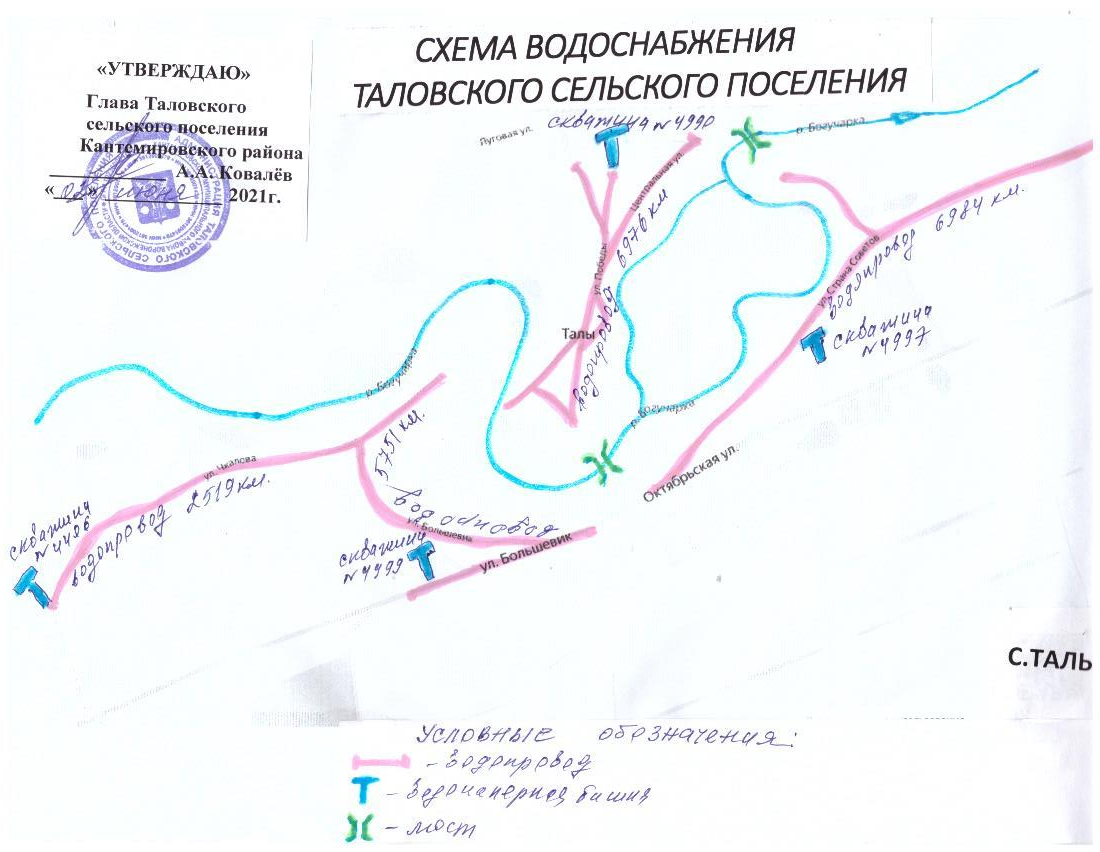 «УТВЕРЖДАЮ»
Глава Таловского
сельского поселения
Кантемировского района
А.А. Ковалёв
« 03 » июня 2021г.
СХЕМА ВОДОСНАБЖЕНИЯ
ТАЛОВСКОГО СЕЛЬСКОГО ПОСЕЛЕНИЯ
Луговая ул.
скважина №4990
р. Богучарка
Центральная ул.
ул. Победы
водопровод 8976 км
Талы
ул. Страна Советов
водопровод 6984 км.
скважина
№4997
р. Богучарка
р. Богучарка
Октябрьская ул.
ул. Чкалова
5751 км.
водопровод
водопровод 2519 км.
скважина
ул. Большевик
скважина
№4999
ул. Большевик
С.ТАЛЫ
Условные обозначения:
- водопровод
- водонапорная башня
- мост